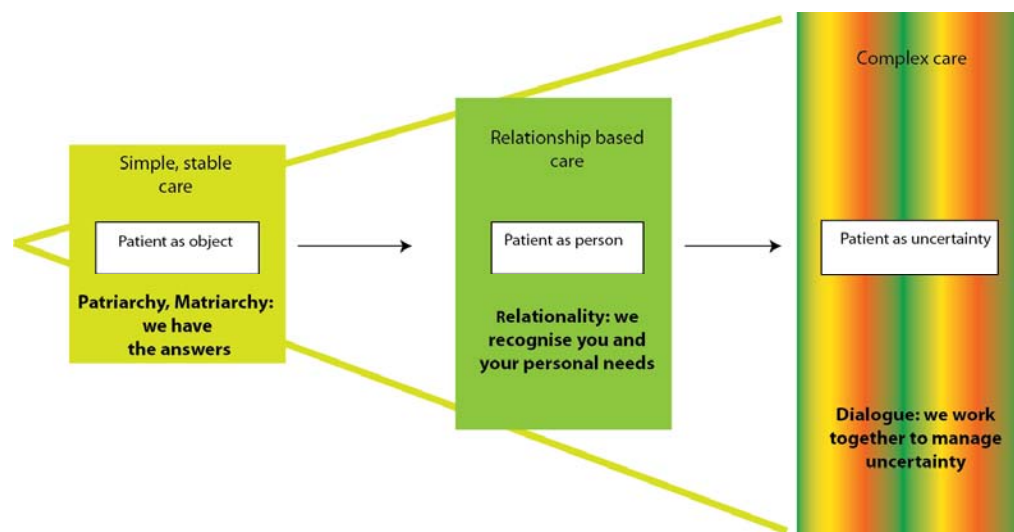 Simple, stable
care
Patient as object
Patriarchy, Matriarchy:
we have
the answers
Relationship based
care
Patient as person
Relationality: we
recognise you and
your personal needs
Complex care
Patient as uncertainty
Dialogue: we work
together to manage
uncertainty